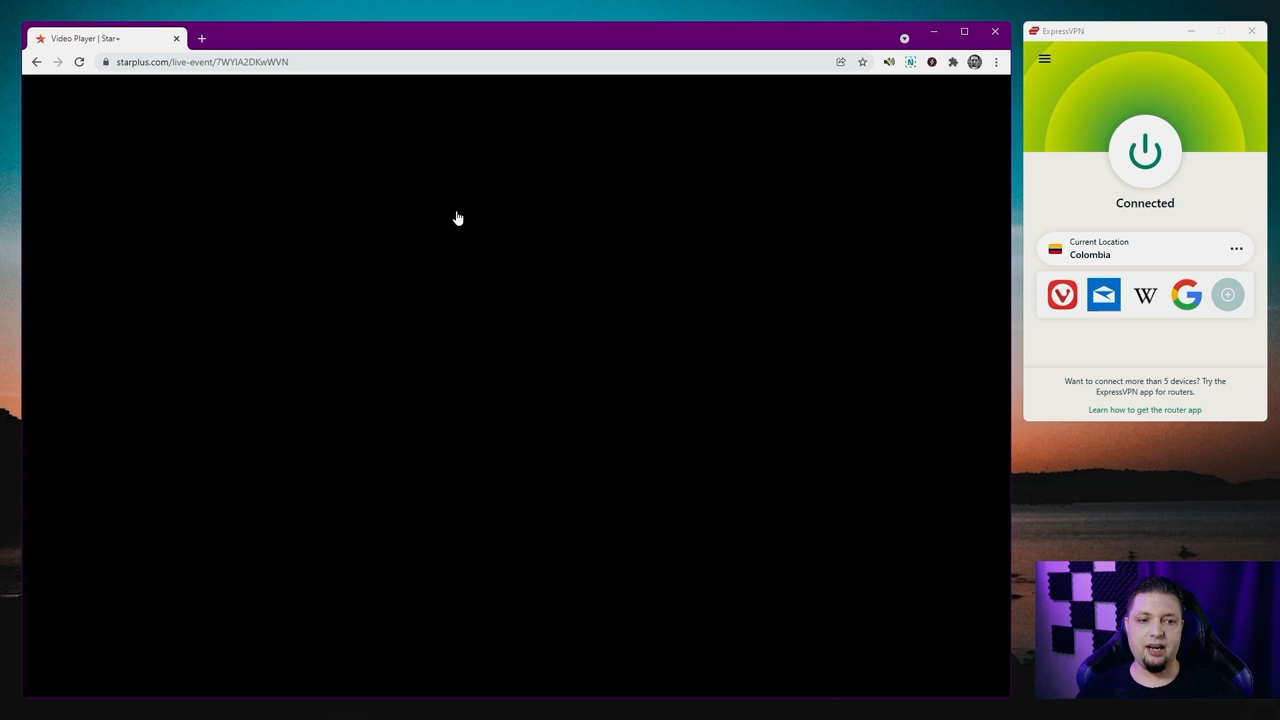 Video Player | Star+
starplus.com/live-event/7WYlA2DKwWVN
ExpressVPN
Connected
Current Location
Colombia
W
Want to connect more than 5 devices? Try the
ExpressVPN app for routers.
Learn how to get the router app